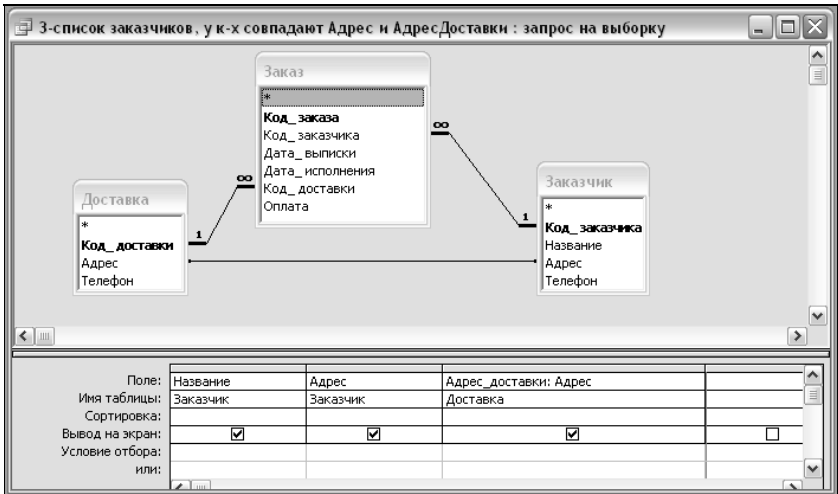 3-список заказчиков, у к-х совпадают Адрес и АдресДоставки : запрос на выборку
Заказ
*
Код_заказа
Код_заказчика
Дата_выписки
Дата_исполнения
Код_доставки
Оплата
Доставка
*
Код_доставки
Адрес
Телефон
Заказчик
*
Код_заказчика
Название
Адрес
Телефон
∞
∞
1
1
Поле: Название Адрес Адрес_доставки: Адрес
Имя таблицы: Заказчик Заказчик Доставка
Сортировка:
Вывод на экран:
Условие отбора:
или: